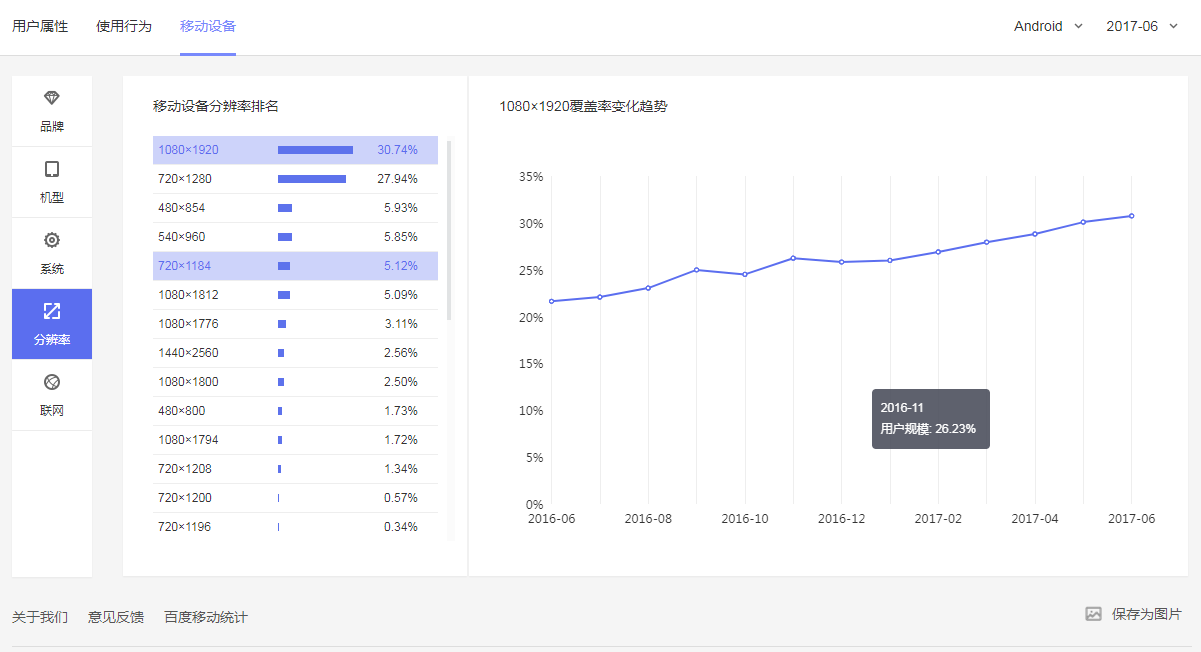 用户属性 使用行为 移动设备 Android 2017-06
品牌
机型
系统
分辨率
联网
移动设备分辨率排名
1080×1920 30.74%
720×1280 27.94%
480×854 5.93%
540×960 5.85%
720×1184 5.12%
1080×1812 5.09%
1080×1776 3.11%
1440×2560 2.56%
1080×1800 2.50%
480×800 1.73%
1080×1794 1.72%
720×1208 1.34%
720×1200 0.57%
720×1196 0.34%
1080×1920覆盖率变化趋势
35%
30%
25%
20%
15%
10%
5%
0%
2016-11
用户规模: 26.23%
2016-06 2016-08 2016-10 2016-12 2017-02 2017-04 2017-06
关于我们 意见反馈 百度移动统计 保存为图片